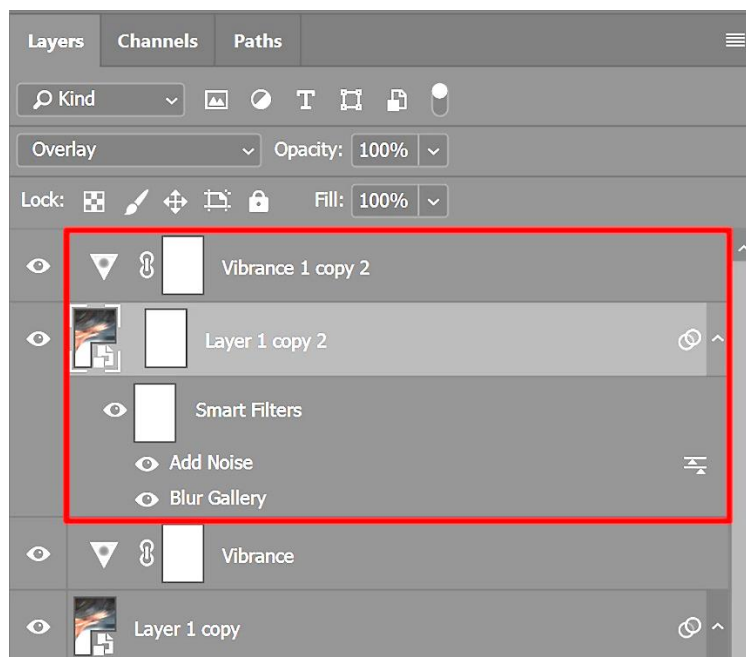 Layers Channels Paths
Kind
Overlay Opacity: 100%
Lock: Fill: 100%
Vibrance 1 copy 2
Layer 1 copy 2
Smart Filters
Add Noise
Blur Gallery
Vibrance
Layer 1 copy